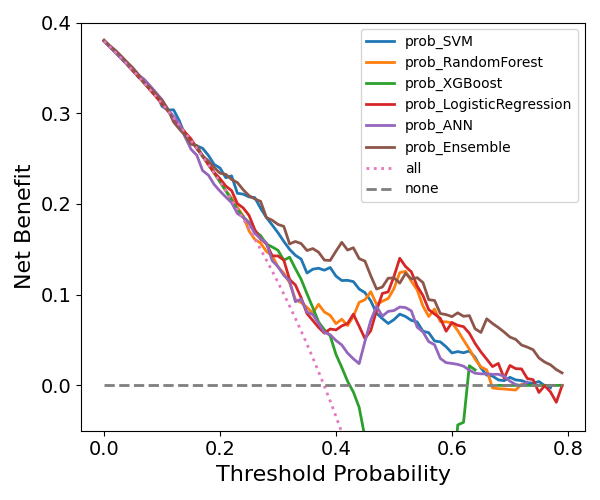 0.4
0.3
0.2
0.1
0.0
Net Benefit
prob_SVM
prob_RandomForest
prob_XGBoost
prob_LogisticRegression
prob_ANN
prob_Ensemble
all
none
0.0 0.2 0.4 0.6 0.8
Threshold Probability